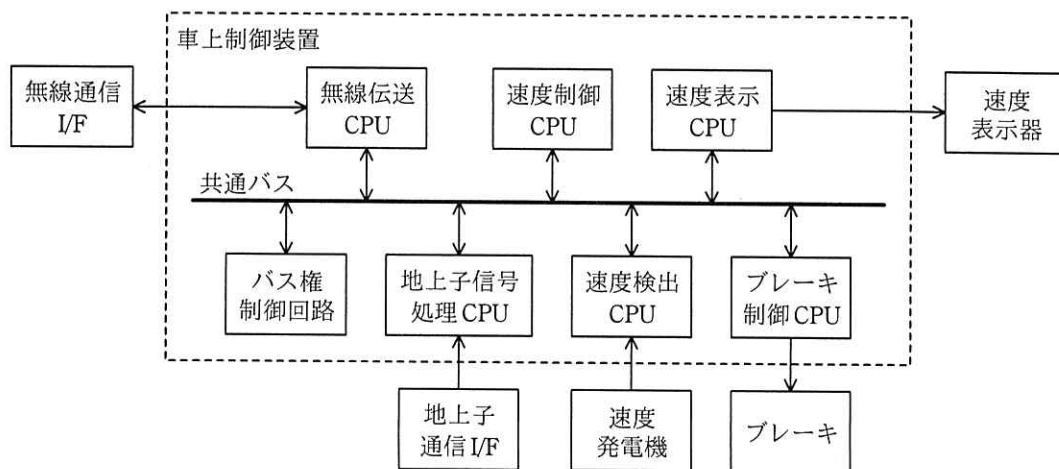 車上制御装置
無線通信
I/F
無線伝送
CPU
速度制御
CPU
速度表示
CPU
速度
表示器
共通バス
バス権
制御回路
地上子信号
処理CPU
速度検出
CPU
ブレーキ
制御CPU
地上子
通信I/F
速度
発電機
ブレーキ